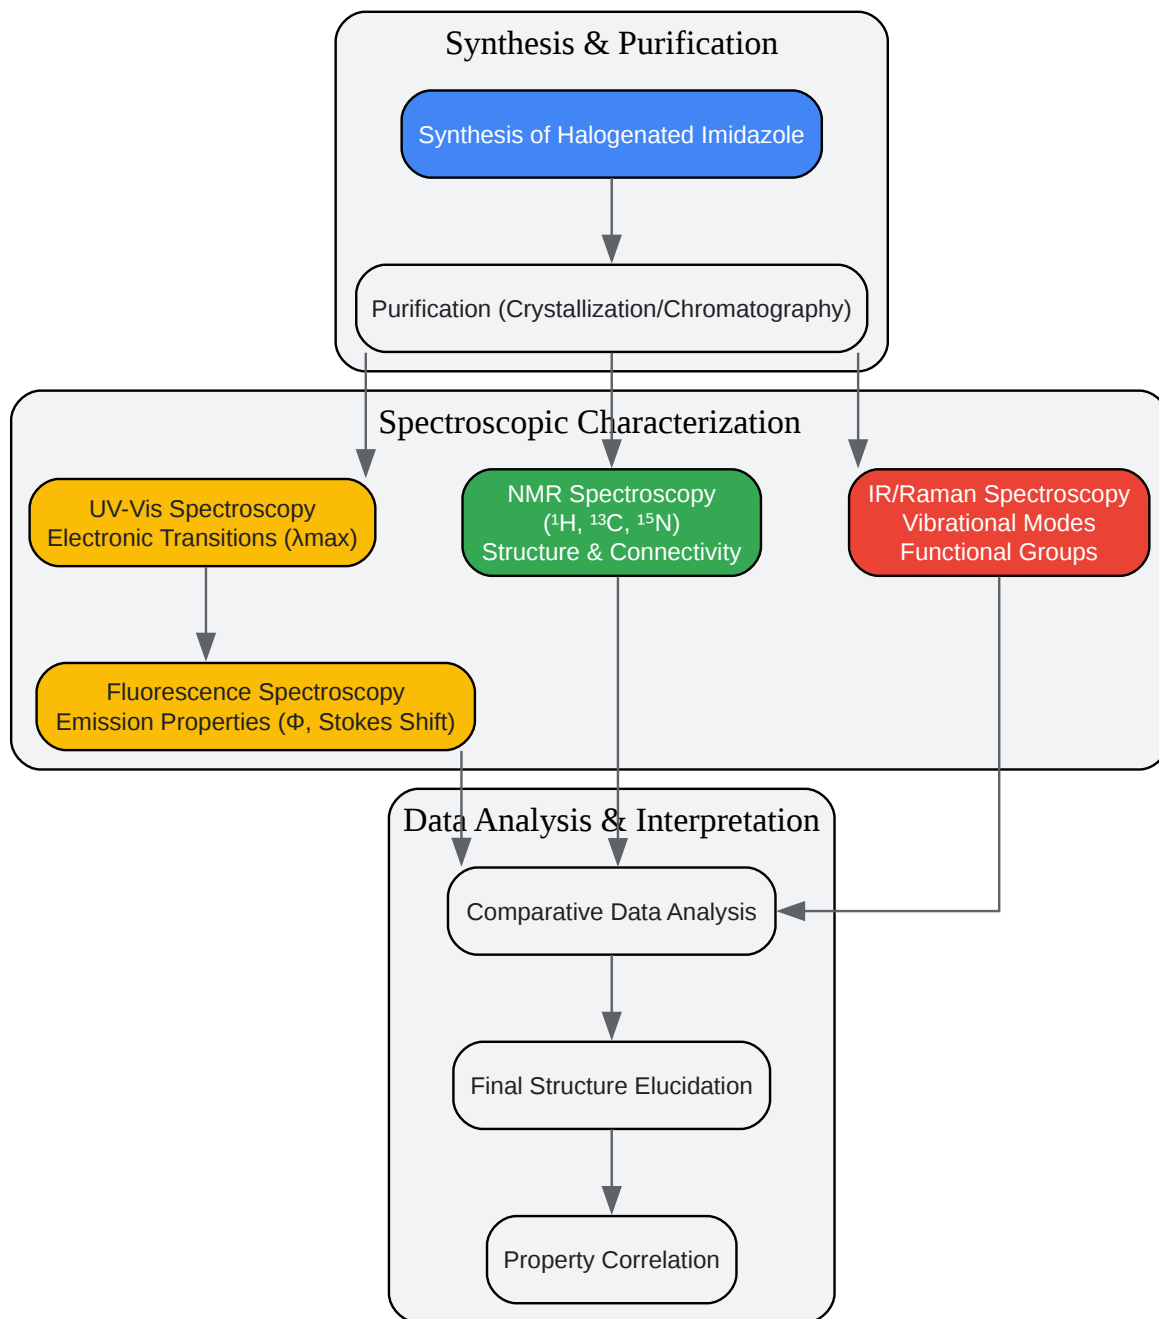 Synthesis & Purification
Synthesis of Halogenated Imidazole
Purification (Crystallization/Chromatography)
Spectroscopic Characterization
UV-Vis Spectroscopy
Electronic Transitions (λmax)
NMR Spectroscopy
(¹H, ¹³C, ¹⁵N)
Structure & Connectivity
IR/Raman Spectroscopy
Vibrational Modes
Functional Groups
Fluorescence Spectroscopy
Emission Properties (Φ, Stokes Shift)
Data Analysis & Interpretation
Comparative Data Analysis
Final Structure Elucidation
Property Correlation